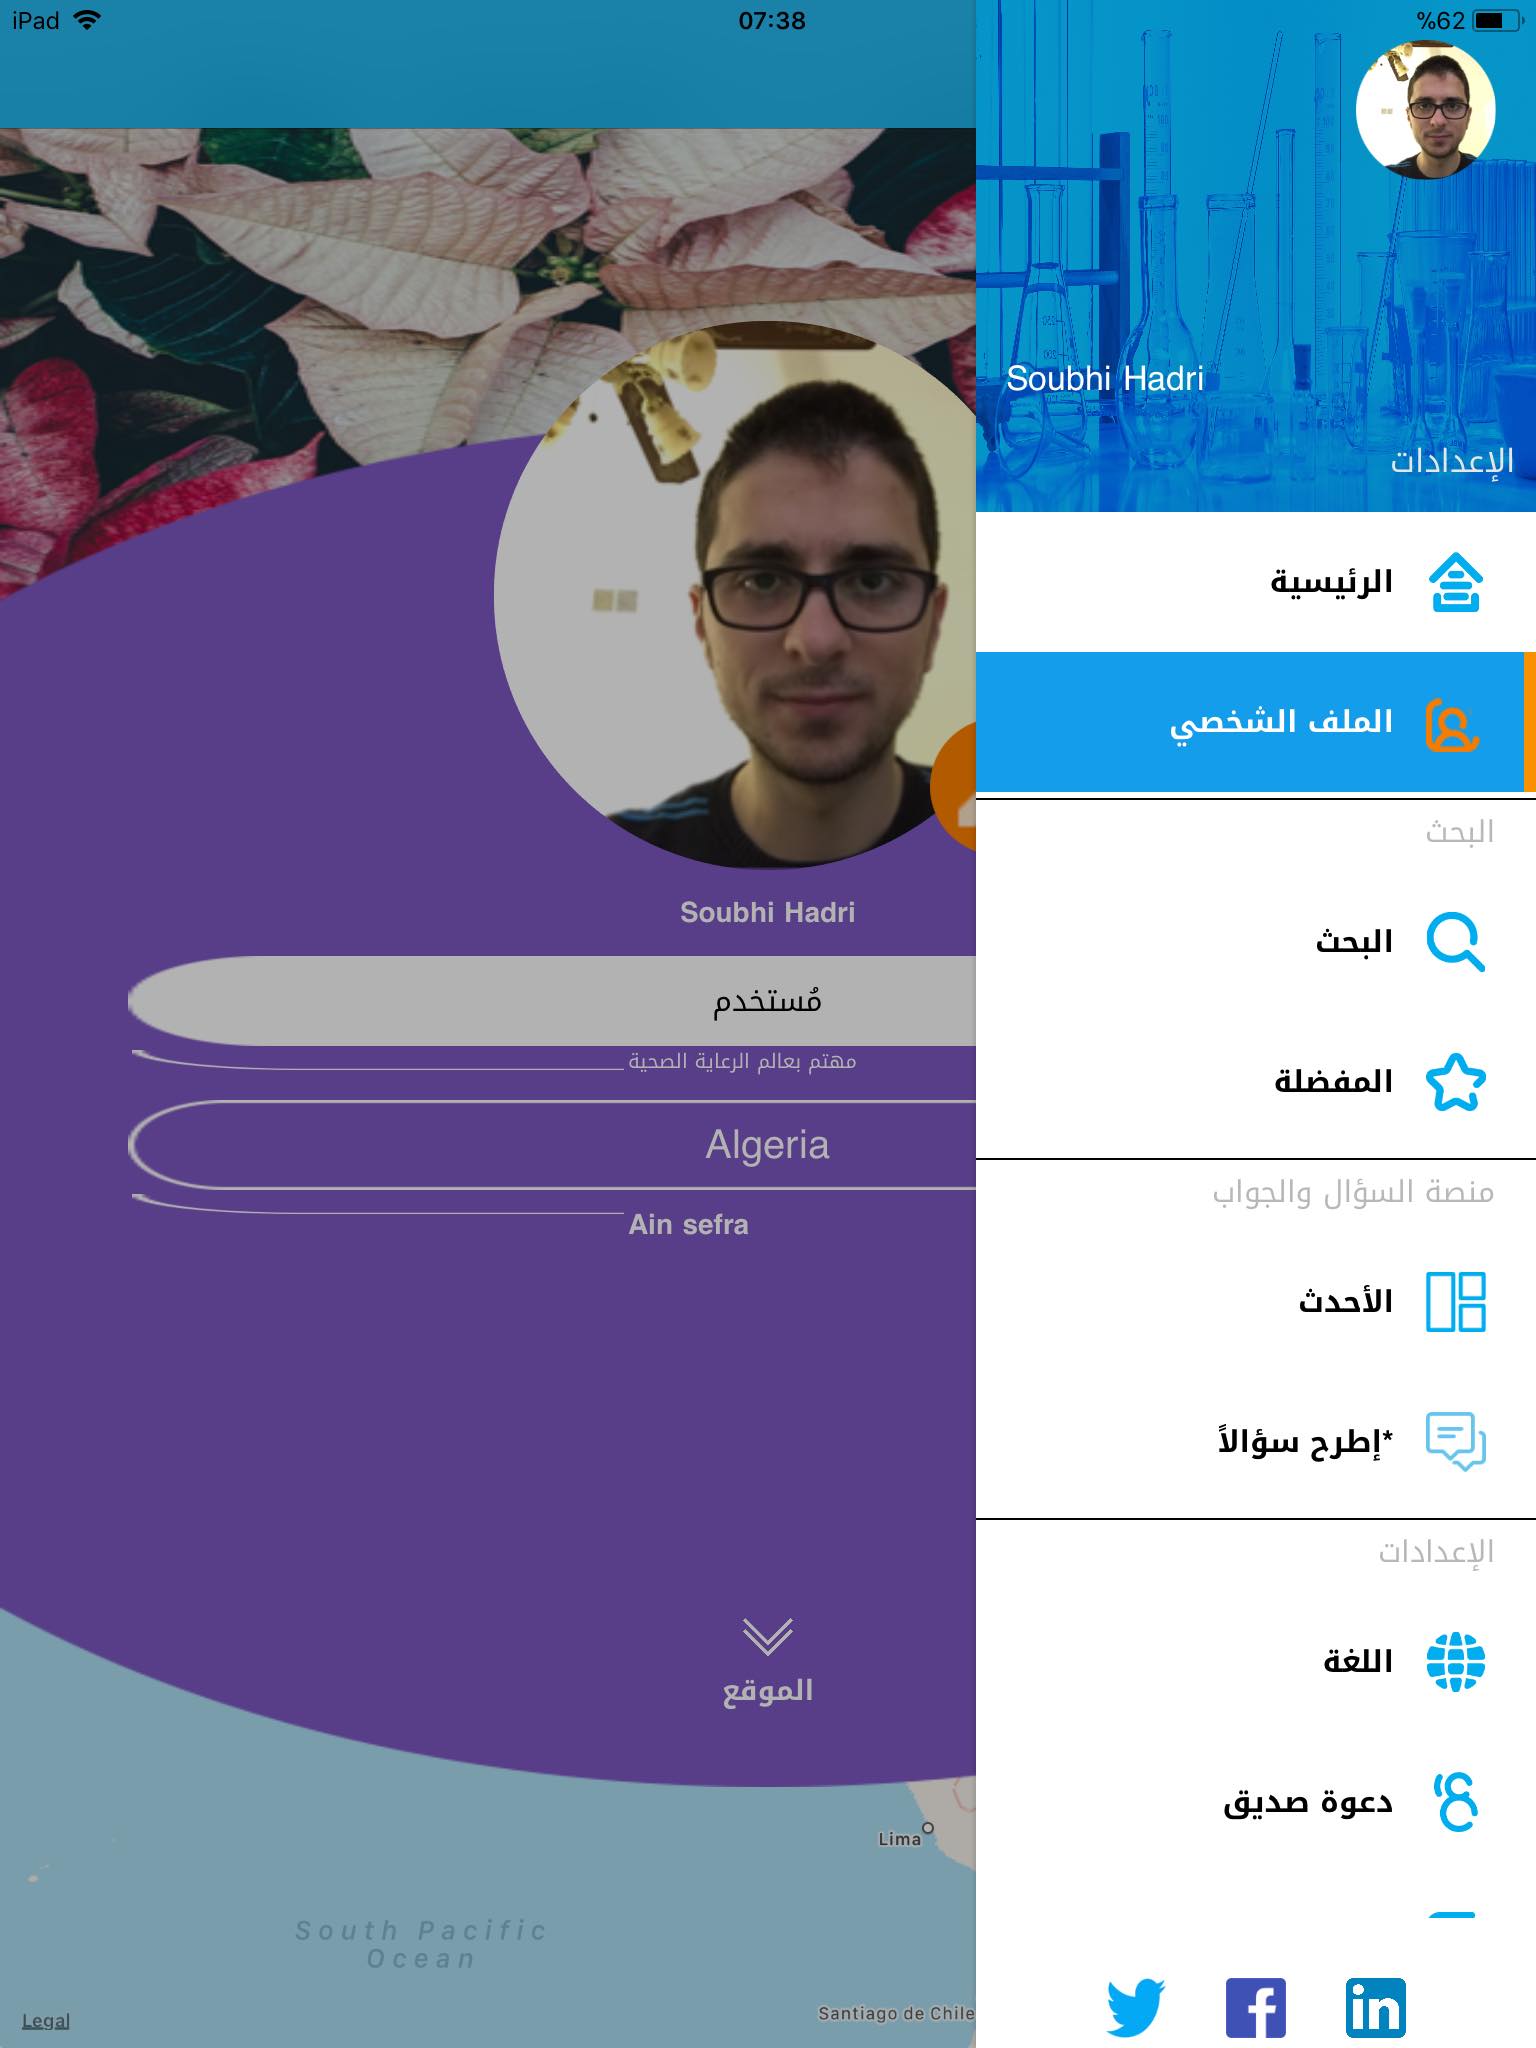 iPad
07:38
%62
Soubhi Hadri
الإعدادات
الرئيسية
الملف الشخصي
البحث
البحث
المفضلة
منصة السؤال والجواب
الأحدث
*إطرح سؤالاً
الإعدادات
اللغة
دعوة صديق
Soubhi Hadri
مُستخدم
مهتم بعالم الرعاية الصحية
Algeria
Ain sefra
الموقع
Lima
South Pacific
Ocean
Santiago de Chile
Legal